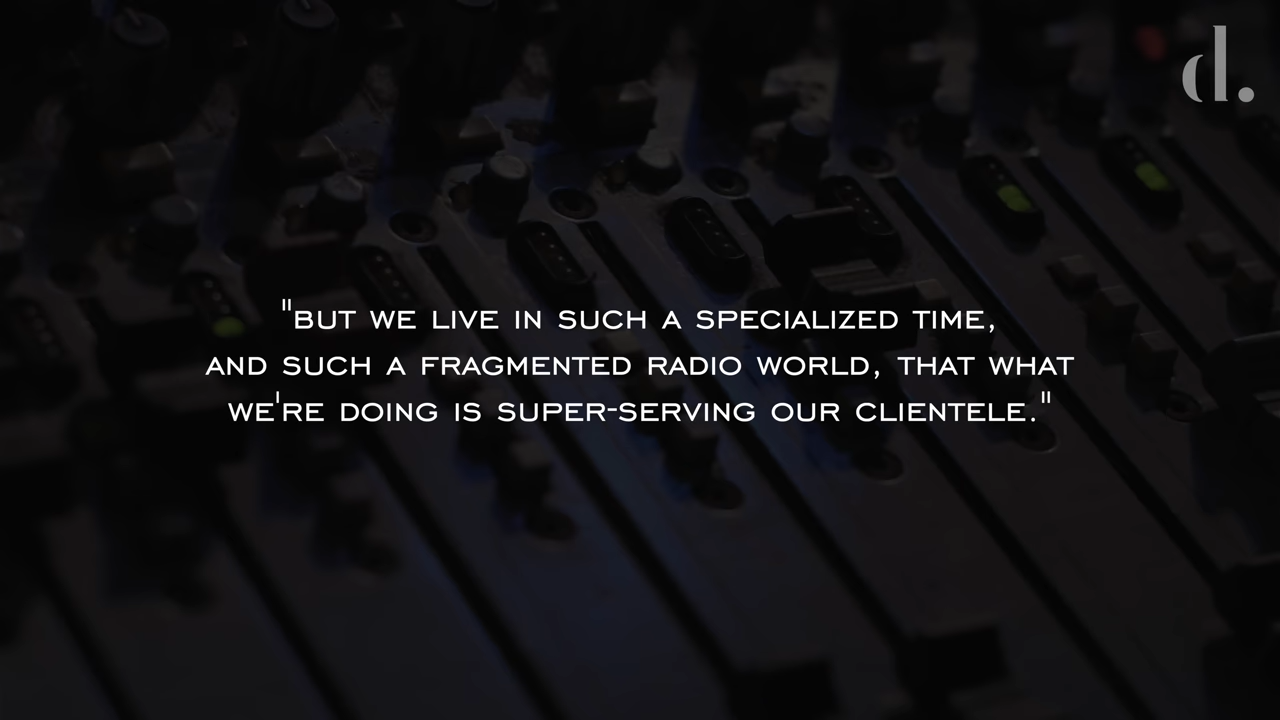 d.
"BUT WE LIVE IN SUCH A SPECIALIZED TIME,
AND SUCH A FRAGMENTED RADIO WORLD, THAT WHAT
WE'RE DOING IS SUPER-SERVING OUR CLIENTELE."